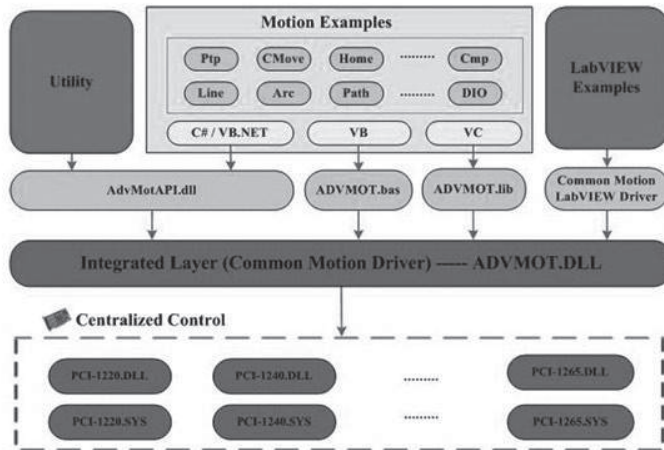 Motion Examples
Utility
Ptp CMove Home ......... Cmp
Line Arc Path ......... DIO
LabVIEW
Examples
C# / VB.NET VB VC
AdvMotAPI.dll ADVMOT.bas ADVMOT.lib
Common Motion
LabVIEW Driver
Integrated Layer (Common Motion Driver) ----- ADVMOT.DLL
Centralized Control
PCI-1220.DLL PCI-1240.DLL ......... PCI-1265.DLL
PCI-1220.SYS PCI-1240.SYS ......... PCI-1265.SYS